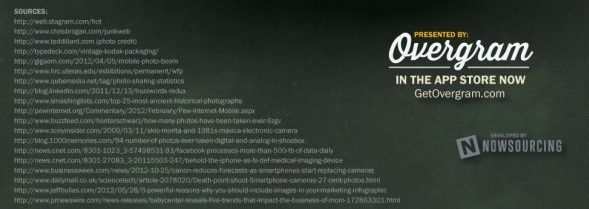 SOURCES:
http://web.stagram.com/hot
http://www.chrisbrogan.com/junkweb
http://www.teddillard.com (photo credit)
http://typedeck.com/vintage-kodak-packaging/
http://gigaom.com/2012/04/05/mobile-photo-boom
http://www.hrc.utexas.edu/exhibitions/permanent/wfp
http://www.qubemedia.net/tag/photo-sharing-statistics
http://blog.linkedin.com/2011/12/13/buzzwords-redux
http://www.smashinglists.com/top-25-most-ancient-historical-photographs
http://pewinternet.org/Commentary/2012/February/Pew-Internet-Mobile.aspx
http://www.buzzfeed.com/hunterschwarz/how-many-photos-have-been-taken-ever-6zgv
http://www.sonyinsider.com/2009/03/11/akio-morita-and-1981s-mavica-electronic-camera
http://blog.1000memories.com/94-number-of-photos-ever-taken-digital-and-analog-in-shoebox
http://news.cnet.com/8301-1023_3-57498531-93/facebook-processes-more-than-500-tb-of-data-daily
http://news.cnet.com/8301-27083_3-20115503-247/behold-the-iphone-as-hi-def-medical-imaging-device
http://www.businessweek.com/news/2012-10-25/canon-reduces-forecasts-as-smartphones-start-replacing-cameras
http://www.dailymail.co.uk/sciencetech/article-2078020/Death-point-shoot-Smartphone-cameras-27-cent-photos.html
http://www.jeffbullas.com/2012/05/28/6-powerful-reasons-why-you-should-include-images-in-your-marketing-infographic
http://www.prnewswire.com/news-releases/babycenter-reveals-five-trends-that-impact-the-business-of-mom-172863301.html
PRESENTED BY:
Overgram
IN THE APP STORE NOW
GetOvergram.com
DEVELOPED BY
N NOWSOURCING